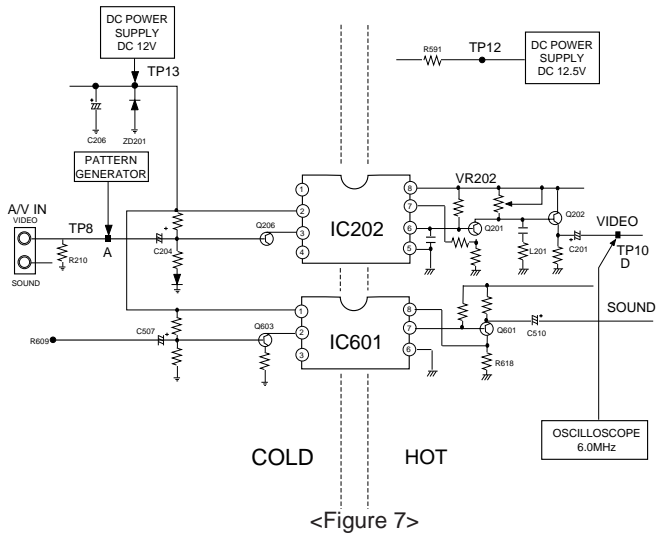 DC POWER
SUPPLY
DC 12V
TP13
C206
ZD201
PATTERN
GENERATOR
A/V IN
VIDEO
TP8
A
R210
C204
SOUND
Q206
1
2
3
4
IC202
8
7
6
5
R591
TP12
DC POWER
SUPPLY
DC 12.5V
VR202
Q201
Q202
L201
C201
VIDEO
TP10
D
R609
C507
Q603
1
2
3
IC601
8
7
6
Q601
C510
SOUND
R618
OSCILLOSCOPE
6.0MHz
COLD
HOT
<Figure 7>